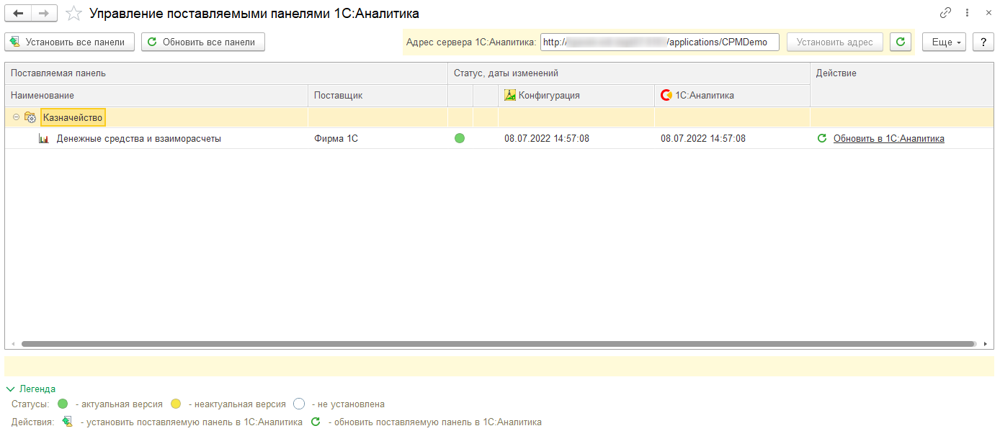 Управление поставляемыми панелями 1С:Аналитика
Установить все панели Обновить все панели Адрес сервера 1С:Аналитика: http:// /applications/CPMDemo Установить адрес Еще ?
Поставляемая панель Статус, даты изменений Действие
Наименование Поставщик Конфигурация 1С:Аналитика
Казначейство
Денежные средства и взаиморасчеты Фирма 1С 08.07.2022 14:57:08 08.07.2022 14:57:08 Обновить в 1С:Аналитика
Легенда
Статусы: - актуальная версия - неактуальная версия - не установлена
Действия: - установить поставляемую панель в 1С:Аналитика - обновить поставляемую панель в 1С:Аналитика